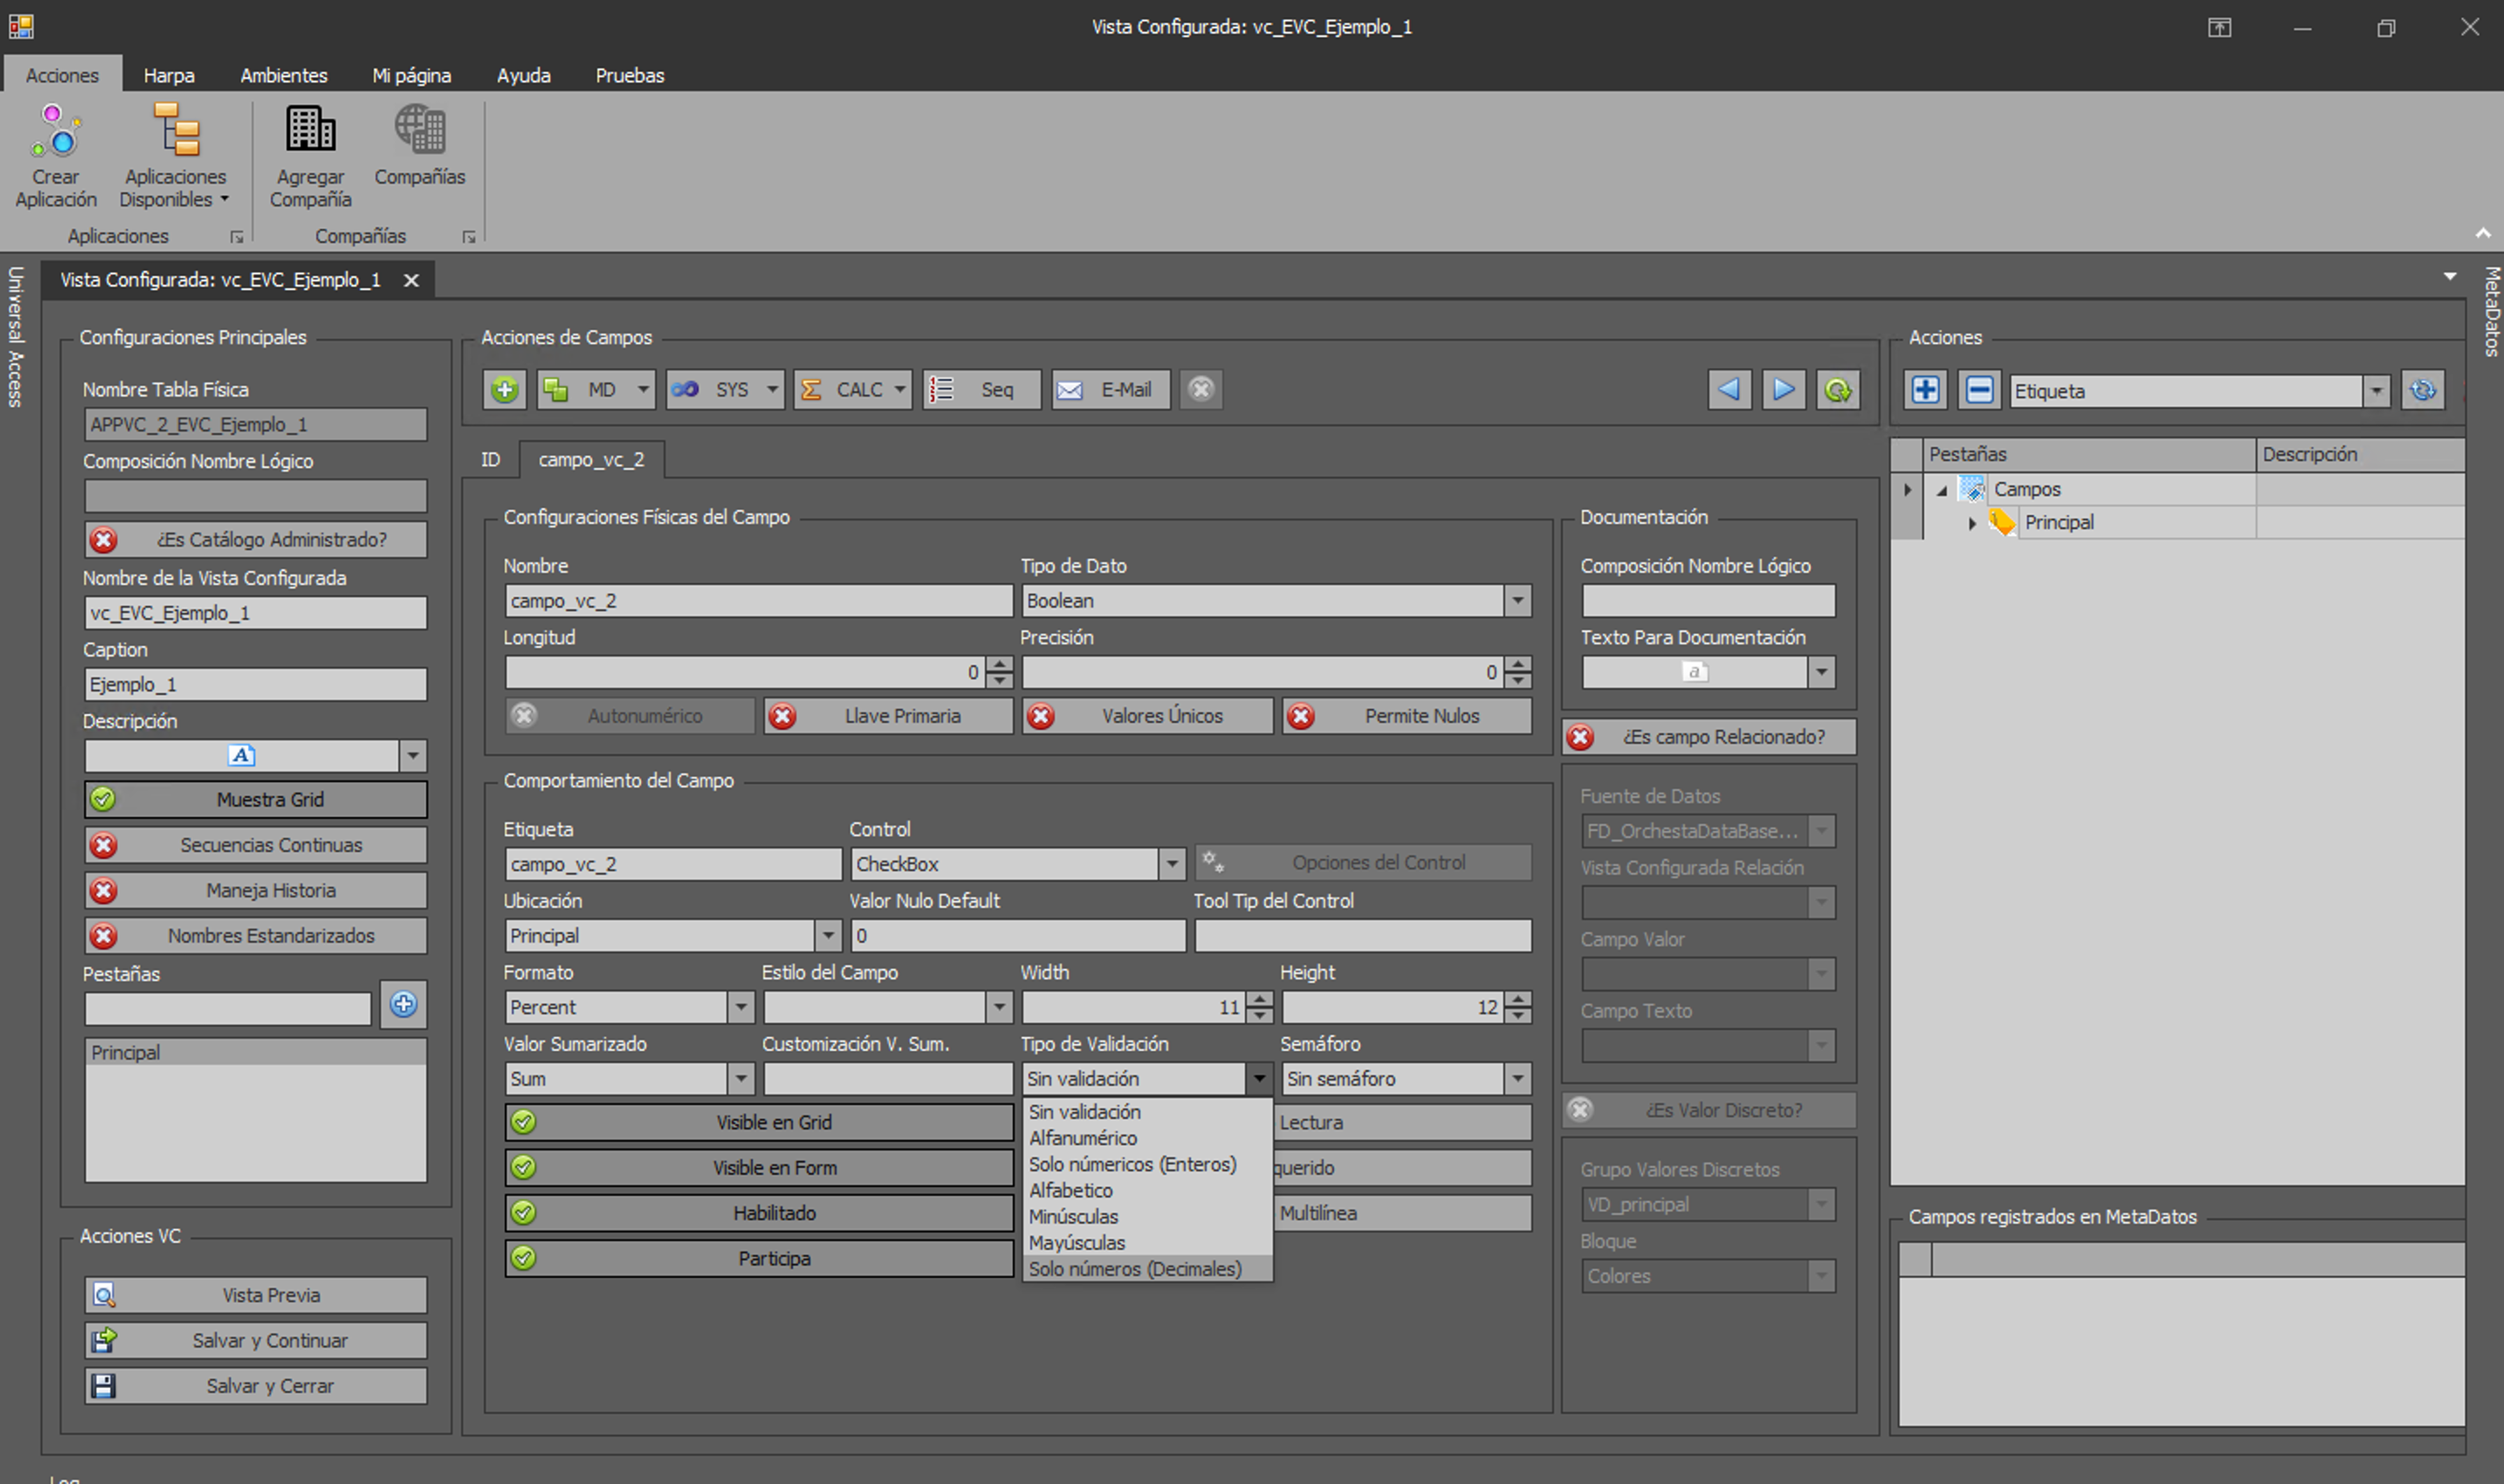 Vista Configurada: vc_EVC_Ejemplo_1
Acciones
Harpa
Ambientes
Mi página
Ayuda
Pruebas
Crear
Aplicación
Aplicaciones
Disponibles
Agregar
Compañía
Compañías
Aplicaciones
Compañías
Universal Access
Vista Configurada: vc_EVC_Ejemplo_1
MetaDatos
Configuraciones Principales
Nombre Tabla Física
APPVC_2_EVC_Ejemplo_1
Composición Nombre Lógico
¿Es Catálogo Administrado?
Nombre de la Vista Configurada
vc_EVC_Ejemplo_1
Caption
Ejemplo_1
Descripción
A
Muestra Grid
Secuencias Continuas
Maneja Historia
Nombres Estandarizados
Pestañas
Principal
Acciones VC
Vista Previa
Salvar y Continuar
Salvar y Cerrar
Acciones de Campos
MD
SYS
CALC
Seq
E-Mail
ID
campo_vc_2
Configuraciones Físicas del Campo
Nombre
Tipo de Dato
campo_vc_2
Boolean
Longitud
Precisión
0
0
Autonumérico
Llave Primaria
Valores Únicos
Permite Nulos
Comportamiento del Campo
Etiqueta
Control
campo_vc_2
CheckBox
Opciones del Control
Ubicación
Valor Nulo Default
Tool Tip del Control
Principal
0
Formato
Estilo del Campo
Width
Height
Percent
11
12
Valor Sumarizado
Customización V. Sum.
Tipo de Validación
Semáforo
Sum
Sin validación
Sin semáforo
Visible en Grid
Visible en Form
Habilitado
Participa
Sin validación
Alfanumérico
Solo númericos (Enteros)
Alfabetico
Minúsculas
Mayúsculas
Solo números (Decimales)
Lectura
querido
Multilínea
Documentación
Composición Nombre Lógico
Texto Para Documentación
a
¿Es campo Relacionado?
Fuente de Datos
FD_OrchestaDataBase...
Vista Configurada Relación
Campo Valor
Campo Texto
¿Es Valor Discreto?
Grupo Valores Discretos
VD_principal
Bloque
Colores
Acciones
Etiqueta
Pestañas
Descripción
Campos
Principal
Campos registrados en MetaDatos